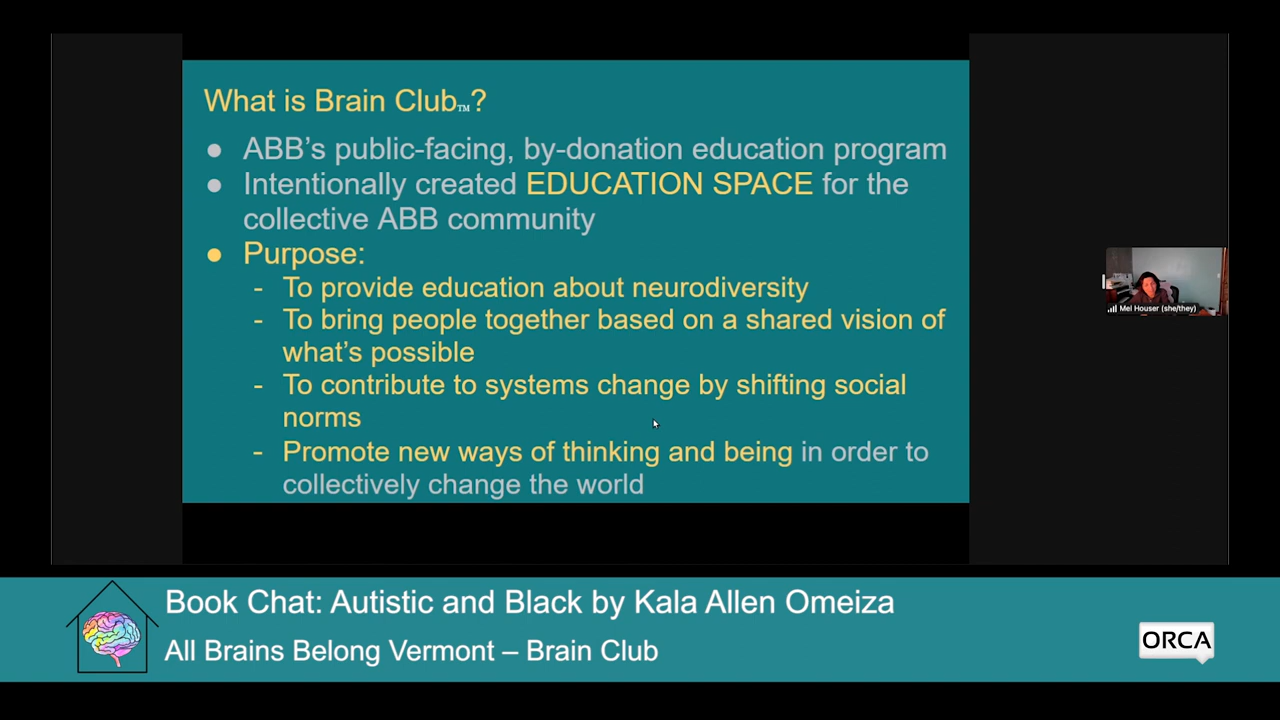 What is Brain Club™?
● ABB's public-facing, by-donation education program
● Intentionally created EDUCATION SPACE for the
collective ABB community
● Purpose:
- To provide education about neurodiversity
- To bring people together based on a shared vision of
what's possible
- To contribute to systems change by shifting social
norms
- Promote new ways of thinking and being in order to
collectively change the world
Mel Houser (she/they)
Book Chat: Autistic and Black by Kala Allen Omeiza
All Brains Belong Vermont – Brain Club
ORCA